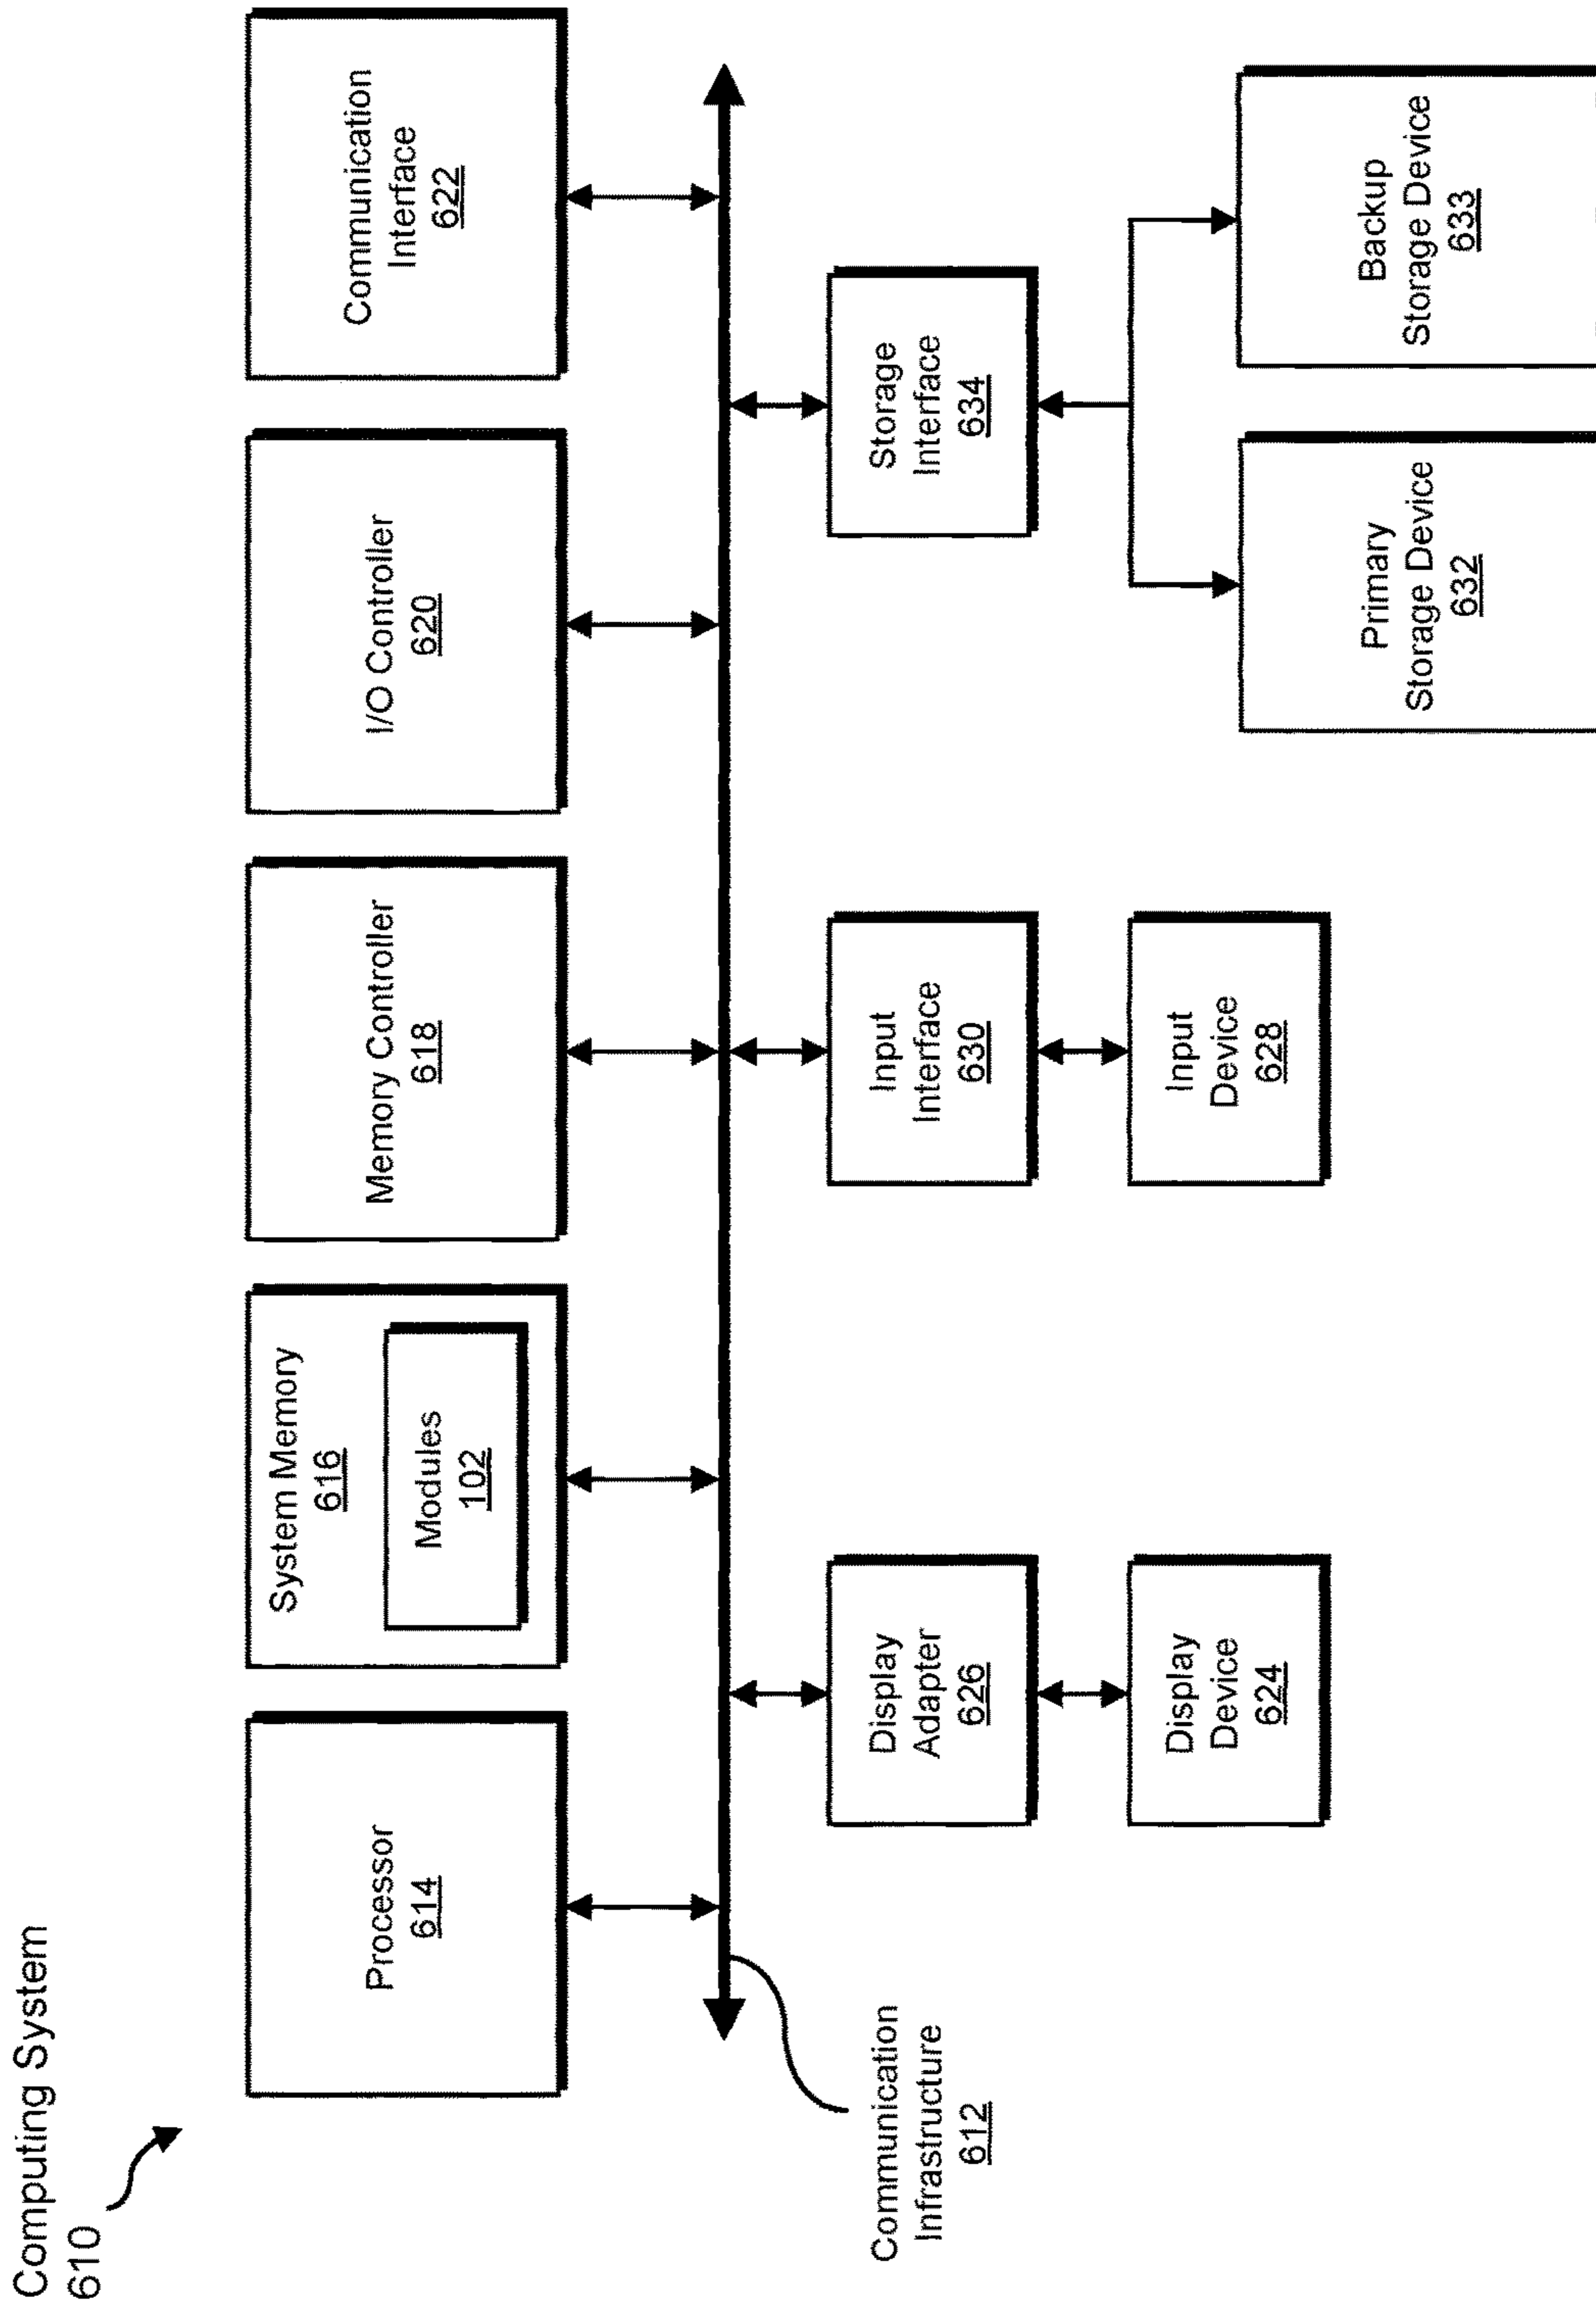 Computing System
610
Processor
614
System Memory
616
Modules
102
Memory Controller
618
I/O Controller
620
Communication
Interface
622
Communication
Infrastructure
612
Display
Adapter
626
Input
Interface
630
Storage
Interface
634
Display
Device
624
Input
Device
628
Primary
Storage Device
632
Backup
Storage Device
633